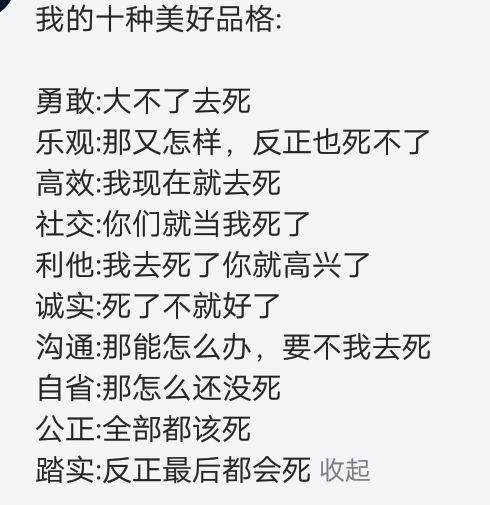 我的十种美好品格:
勇敢:大不了去死
乐观:那又怎样，反正也死不了
高效:我现在就去死
社交:你们就当我死了
利他:我去死了你就高兴了
诚实:死了不就好了
沟通:那能怎么办，要不我去死
自省:那怎么还没死
公正:全部都该死
踏实:反正最后都会死 收起